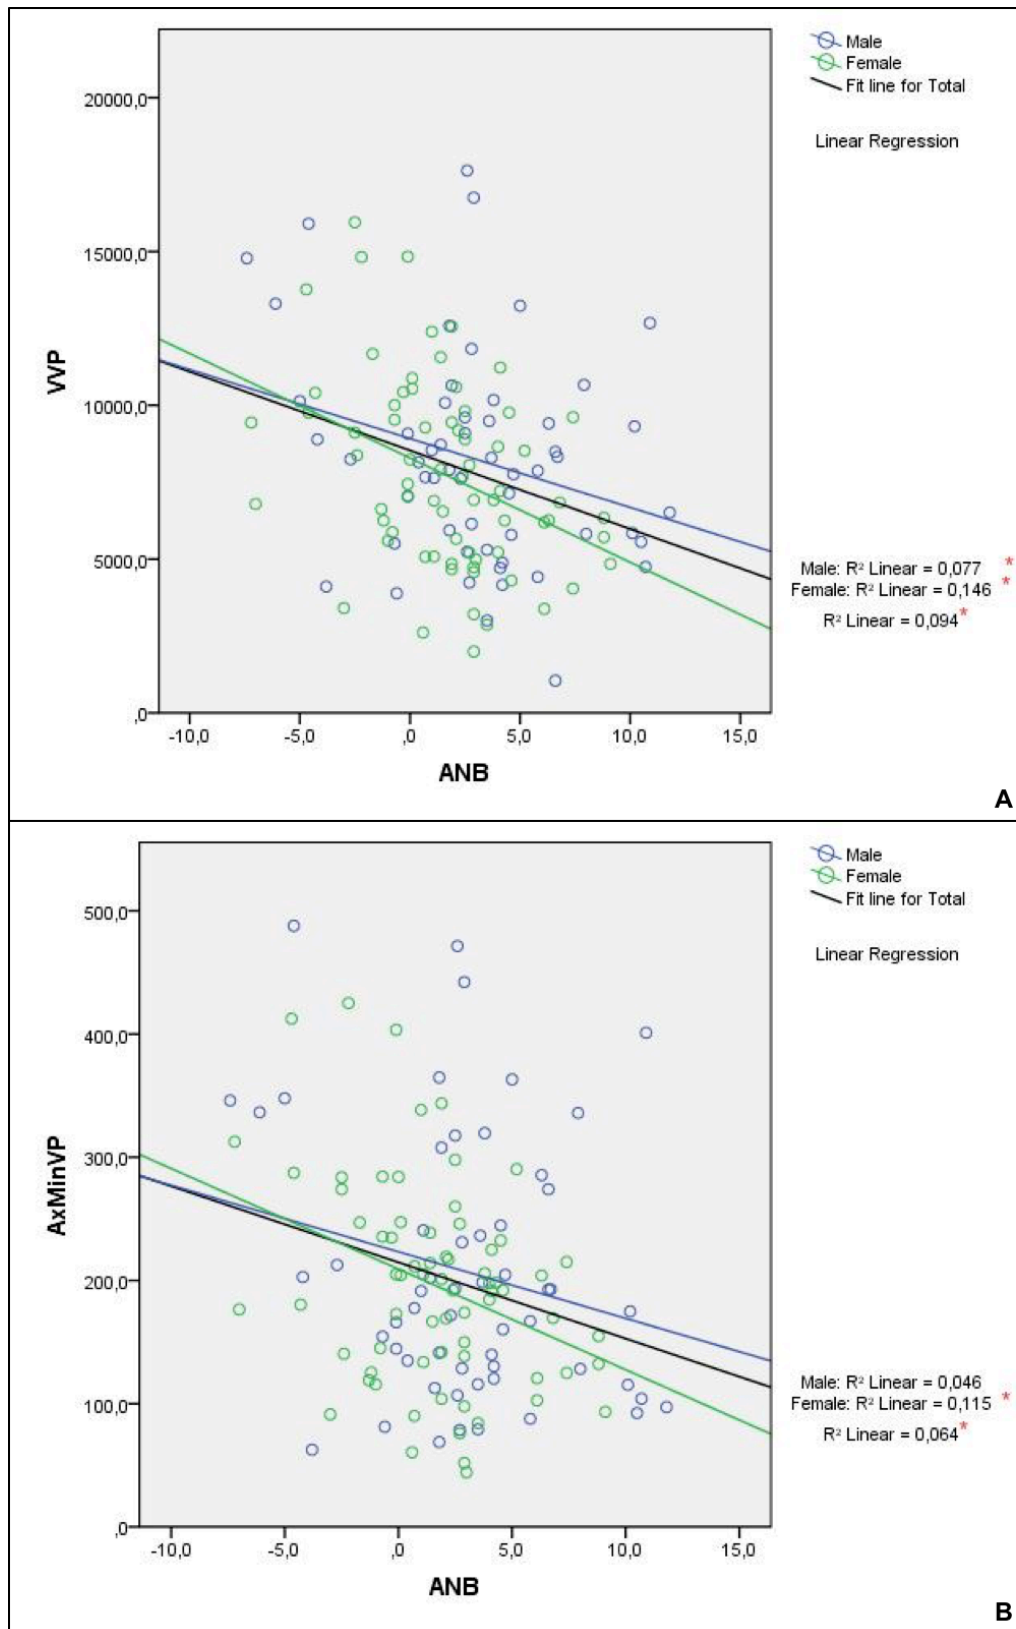 Male
Female
Fit line for Total
Linear Regression
20000,0
15000,0
10000,0
5000,0
,0
VVP
-10,0 -5,0 ,0 5,0 10,0 15,0
ANB
Male: R² Linear = 0,077 *
Female: R² Linear = 0,146 *
R² Linear = 0,094 *
A
Male
Female
Fit line for Total
Linear Regression
500,0
400,0
300,0
200,0
100,0
,0
AxMinVP
-10,0 -5,0 ,0 5,0 10,0 15,0
ANB
Male: R² Linear = 0,046
Female: R² Linear = 0,115 *
R² Linear = 0,064 *
B